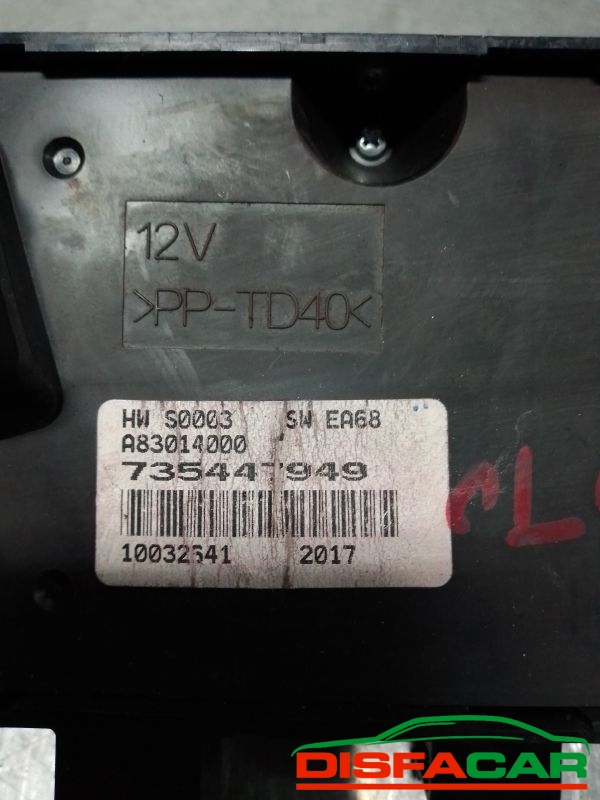 12V
>PP-TD40<
HW S0003 SW EA68
A83014000
735447949
10032641 2017
DISFACAR